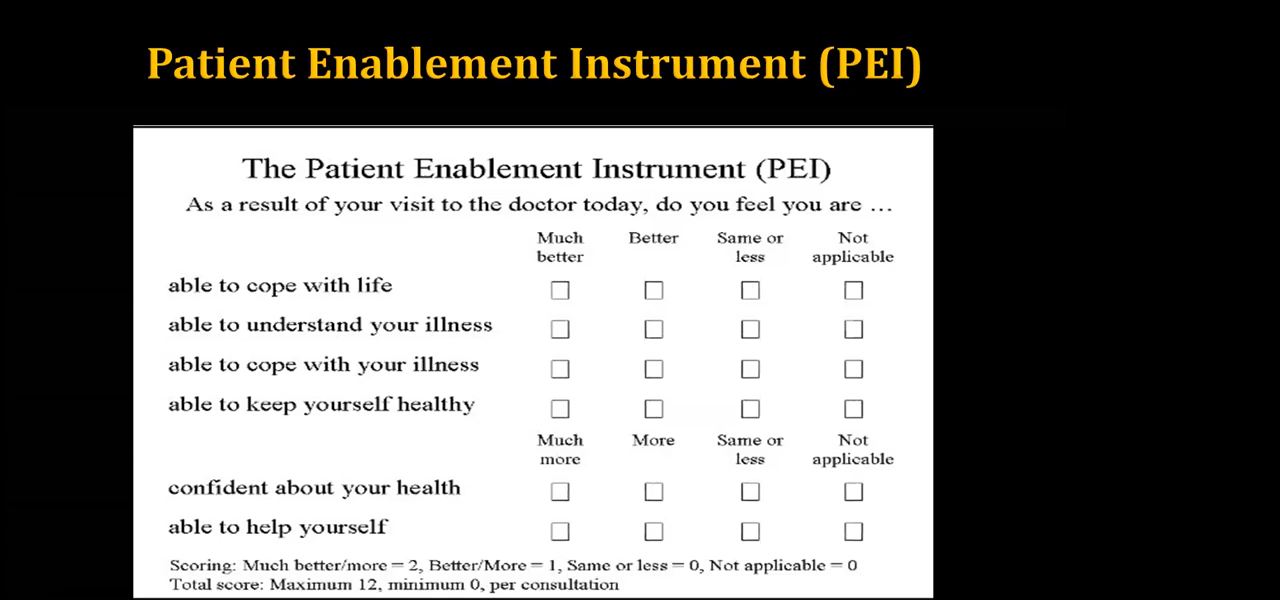 Patient Enablement Instrument (PEI)
The Patient Enablement Instrument (PEI)
As a result of your visit to the doctor today, do you feel you are …
Much better Better Same or less Not applicable
able to cope with life
able to understand your illness
able to cope with your illness
able to keep yourself healthy
Much more More Same or less Not applicable
confident about your health
able to help yourself
Scoring: Much better/more = 2, Better/More = 1, Same or less = 0, Not applicable = 0
Total score: Maximum 12, minimum 0, per consultation